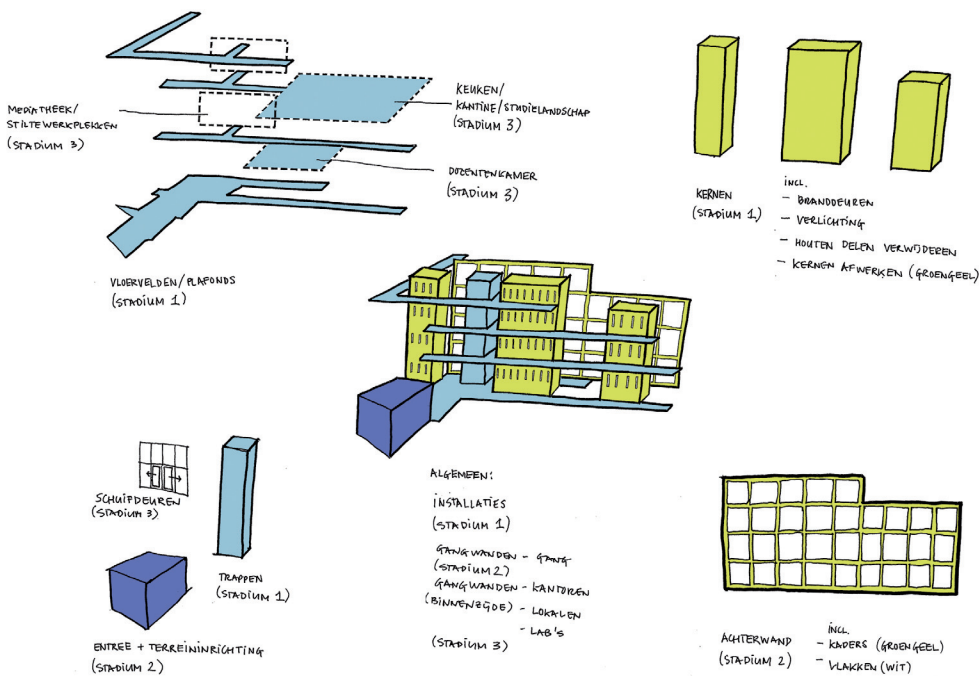 MEDIATHEEK/
STILTEWERKPLEKKEN
(STADIUM 3)
KEUKEN/
KANTINE/STUDIELANDSCHAP
(STADIUM 3)
DOZENTENKAMER
(STADIUM 3)
VLOERVELDEN/PLAFONDS
(STADIUM 1)
KERNEN
(STADIUM 1)
INCL.
- BRANDDEUREN
- VERLICHTING
- HOUTEN DELEN VERWIJDEREN
- KERNEN AFWERKEN (GROENGEEL)
SCHUIFDEUREN
(STADIUM 3)
TRAPPEN
(STADIUM 1)
ENTREE + TERREININRICHTING
(STADIUM 2)
ALGEMEEN:
INSTALLATIES
(STADIUM 1)
GANGWANDEN - GANG
(STADIUM 2)
GANGWANDEN - KANTOREN
(BINNENZIJDE) - LOKALEN
- LAB'S
(STADIUM 3)
ACHTERWAND
(STADIUM 2)
INCL.
- KADERS (GROENGEEL)
- VLAKKEN (WIT)